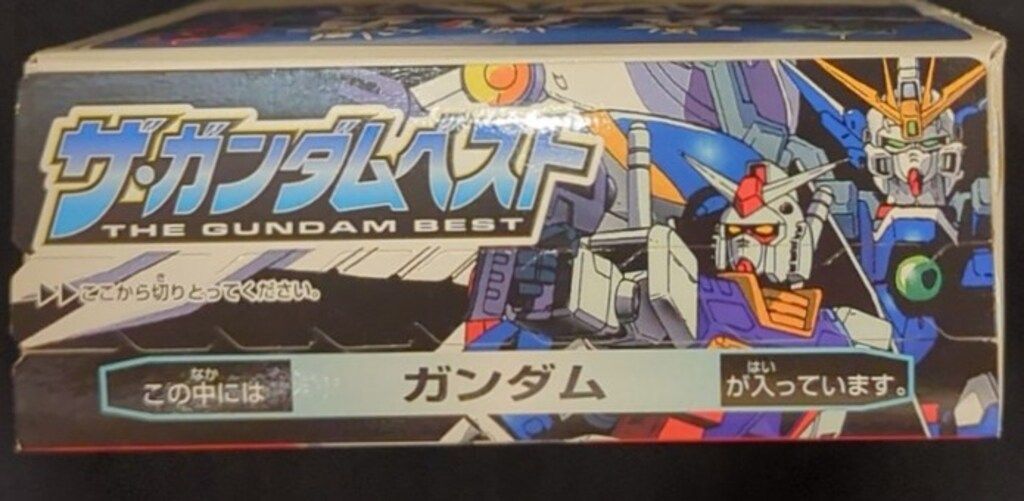 ザ・ガンダムベスト
THE GUNDAM BEST
▶▶ここから切りとってください。
この中には ガンダム が入っています。